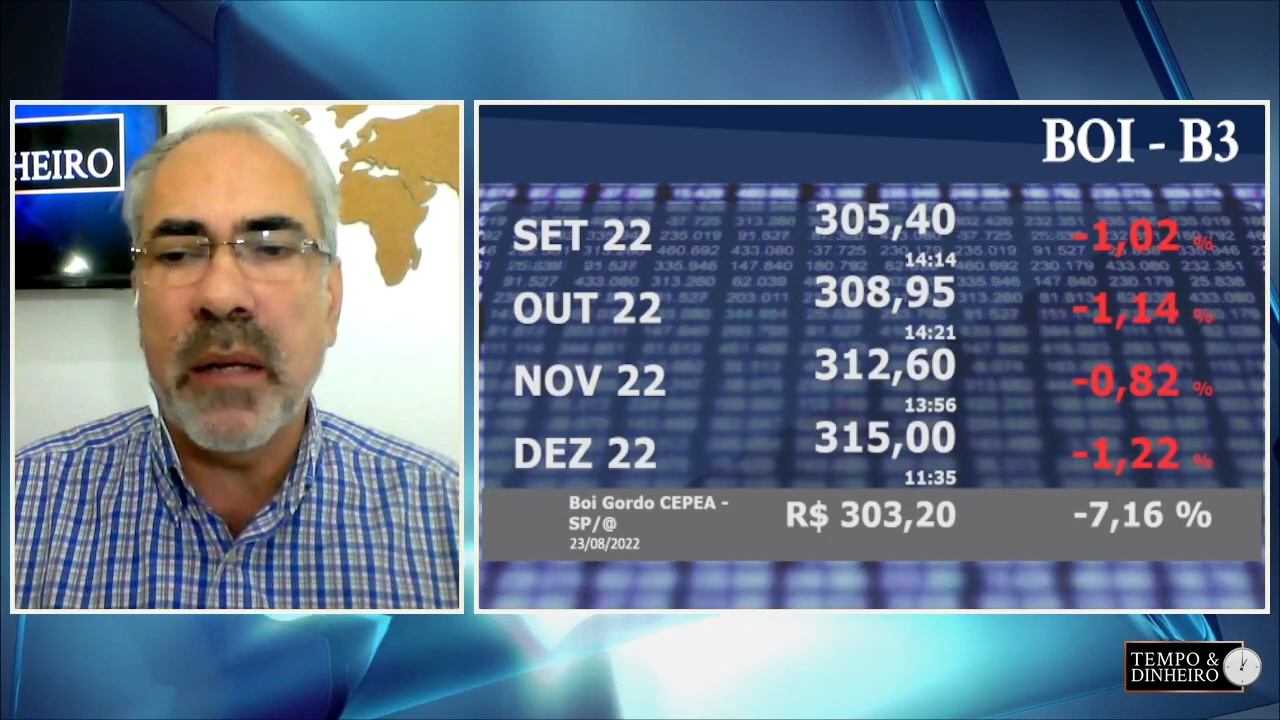 HEIRO
BOI - B3
SET 22 305,40 -1,02 %
14:14
OUT 22 308,95 -1,14 %
14:21
NOV 22 312,60 -0,82 %
13:56
DEZ 22 315,00 -1,22 %
11:35
Boi Gordo CEPEA - SP/@ R$ 303,20 -7,16 %
23/08/2022
TEMPO &
DINHEIRO